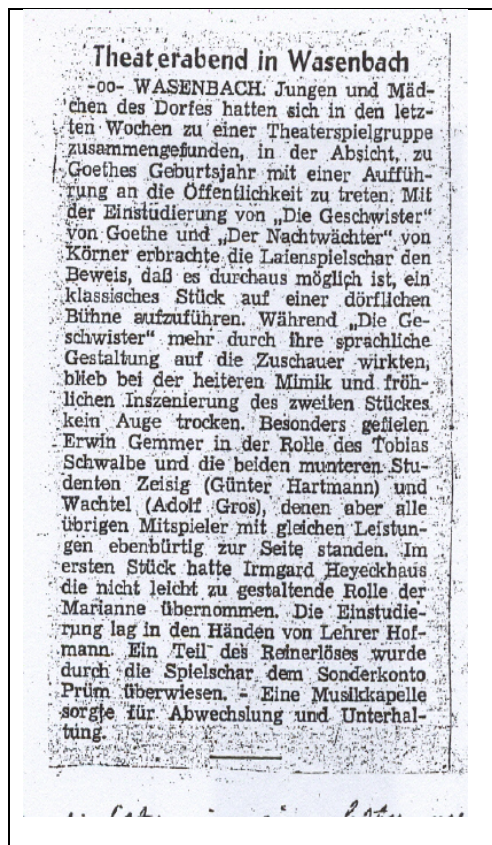 Theaterabend in Wasenbach
-oo- WASENBACH. Jungen und Mäd-
chen des Dorfes hatten sich in den letz-
ten Wochen zu einer Theaterspielgruppe
zusammengefunden, in der Absicht, zu
Goethes Geburtsjahr mit einer Auffüh-
rung an die Öffentlichkeit zu treten. Mit
der Einstudierung von „Die Geschwister“
von Goethe und „Der Nachtwächter“ von
Körner erbrachte die Laienspielschar den
Beweis, daß es durchaus möglich ist, ein
klassisches Stück auf einer dörflichen
Bühne aufzuführen. Während „Die Ge-
schwister“ mehr durch ihre sprachliche
Gestaltung auf die Zuschauer wirkten,
blieb bei der heiteren Mimik und fröh-
lichen Inszenierung des zweiten Stückes
kein Auge trocken. Besonders gefielen
Erwin Gemmer in der Rolle des Tobias
Schwalbe und die beiden munteren Stu-
denten Zeisig (Günter Hartmann) und
Wachtel (Adolf Gros), denen aber alle
übrigen Mitspieler mit gleichen Leistun-
gen ebenbürtig zur Seite standen. Im
ersten Stück hatte Irmgard Heyeckhaus
die nicht leicht zu gestaltende Rolle der
Marianne übernommen. Die Einstudie-
rung lag in den Händen von Lehrer Hof-
mann. Ein Teil des Reinerlöses wurde
durch die Spielschar dem Sonderkonto
Prüm überwiesen. - Eine Musikkapelle
sorgte für Abwechslung und Unterhal-
tung.